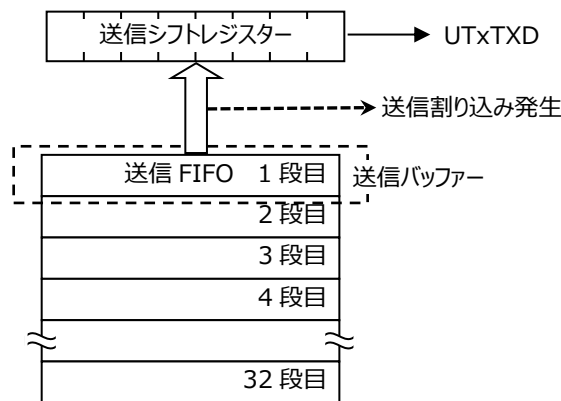 送信シフトレジスター
UTxTXD
送信割り込み発生
送信 FIFO 1 段目
送信バッファー
2 段目
3 段目
4 段目
32 段目